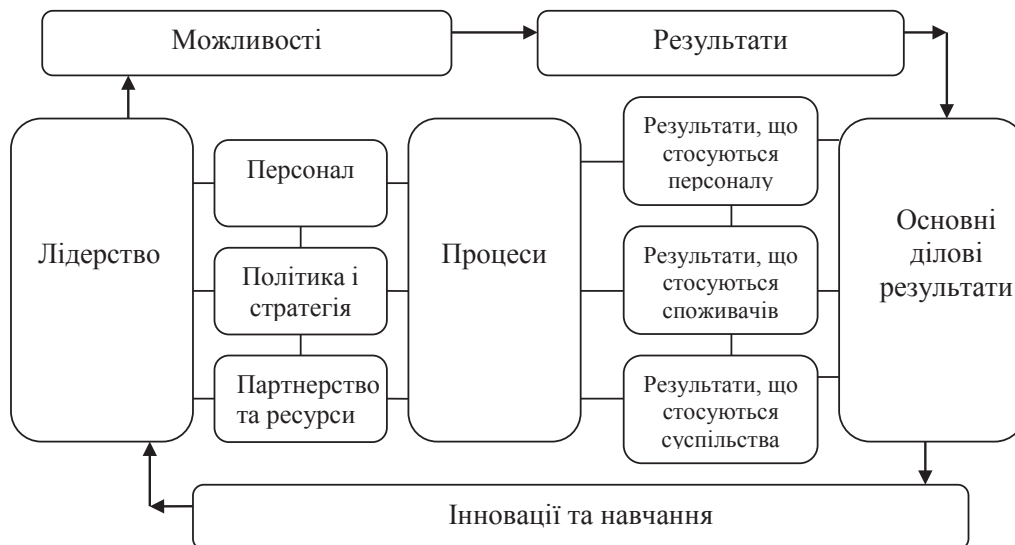 Можливості
Результати
Лідерство
Персонал
Політика і
стратегія
Партнерство
та ресурси
Процеси
Результати, що
стосуються
персоналу
Результати, що
стосуються
споживачів
Результати, що
стосуються
суспільства
Основні
ділові
результати
Інновації та навчання